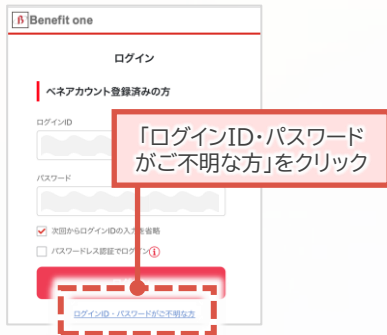 Benefit one
ログイン
ベネアカウント登録済みの方
ログインID
「ログインID・パスワード
がご不明な方」をクリック
パスワード
次回からログインIDの入力を省略
パスワードレス認証でログイン
ログインID・パスワードがご不明な方